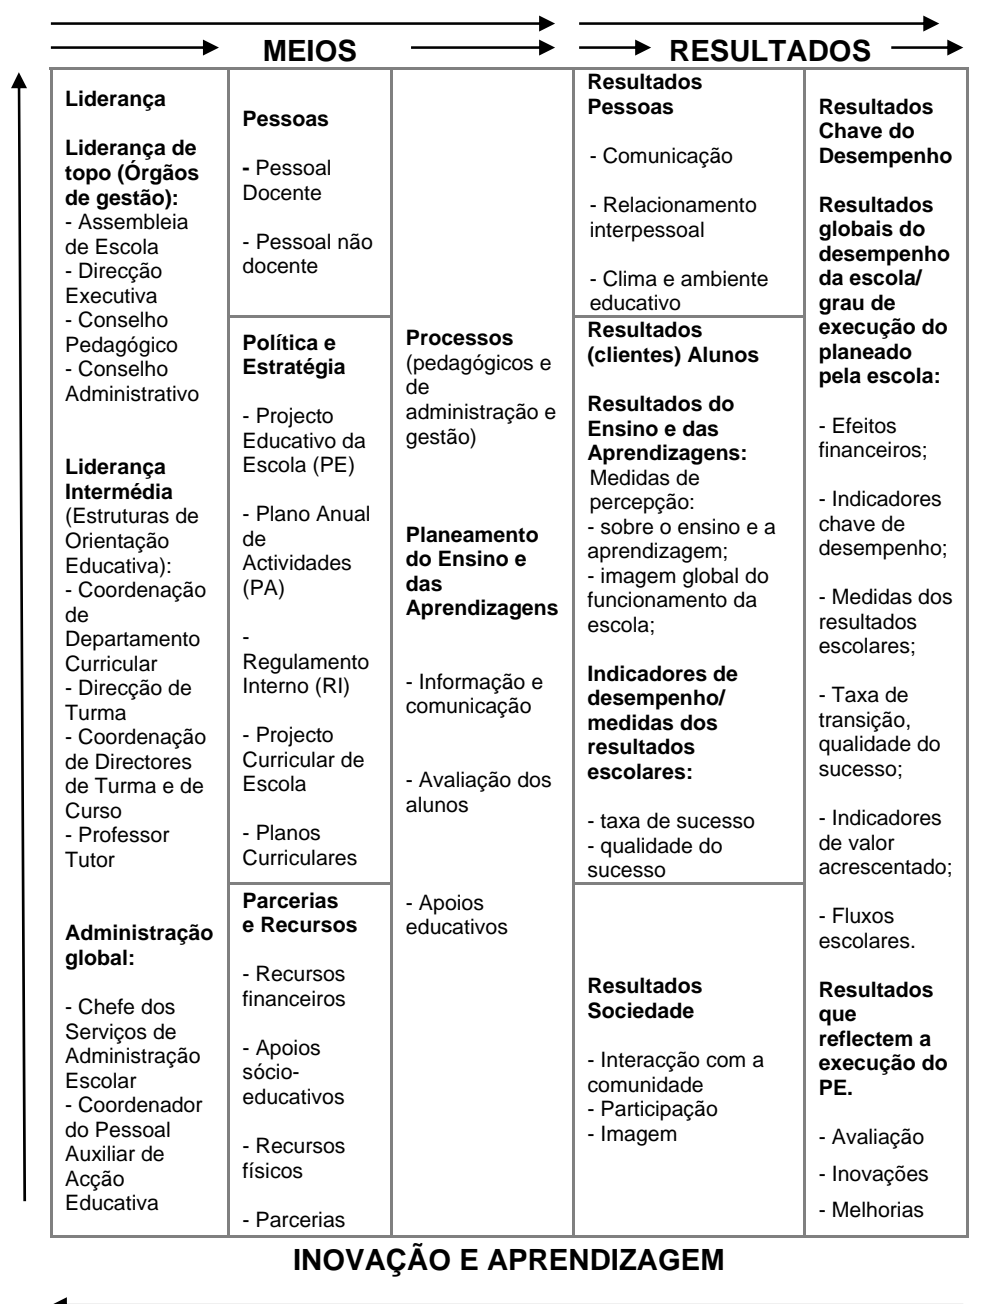 MEIOS
RESULTADOS
Liderança
Liderança de
topo (Órgãos
de gestão):
- Assembleia
de Escola
- Direcção
Executiva
- Conselho
Pedagógico
- Conselho
Administrativo
Liderança
Intermédia
(Estruturas de
Orientação
Educativa):
- Coordenação
de
Departamento
Curricular
- Direcção de
Turma
- Coordenação
de Directores
de Turma e de
Curso
- Professor
Tutor
Administração
global:
- Chefe dos
Serviços de
Administração
Escolar
- Coordenador
do Pessoal
Auxiliar de
Acção
Educativa
Pessoas
- Pessoal
Docente
- Pessoal não
docente
Política e
Estratégia
- Projecto
Educativo da
Escola (PE)
- Plano Anual
de
Actividades
(PA)
-
Regulamento
Interno (RI)
- Projecto
Curricular de
Escola
- Planos
Curriculares
Parcerias
e Recursos
- Recursos
financeiros
- Apoios
sócio-
educativos
- Recursos
físicos
- Parcerias
Processos
(pedagógicos e
de
administração e
gestão)
Planeamento
do Ensino e
das
Aprendizagens
- Informação e
comunicação
- Avaliação dos
alunos
- Apoios
educativos
Resultados
Pessoas
- Comunicação
- Relacionamento
interpessoal
- Clima e ambiente
educativo
Resultados
(clientes) Alunos
Resultados do
Ensino e das
Aprendizagens:
Medidas de
percepção:
- sobre o ensino e a
aprendizagem;
- imagem global do
funcionamento da
escola;
Indicadores de
desempenho/
medidas dos
resultados
escolares:
- taxa de sucesso
- qualidade do
sucesso
Resultados
Sociedade
- Interacção com a
comunidade
- Participação
- Imagem
Resultados
Chave do
Desempenho
Resultados
globais do
desempenho
da escola/
grau de
execução do
planeado
pela escola:
- Efeitos
financeiros;
- Indicadores
chave de
desempenho;
- Medidas dos
resultados
escolares;
- Taxa de
transição,
qualidade do
sucesso;
- Indicadores
de valor
acrescentado;
- Fluxos
escolares.
Resultados
que
reflectem a
execução do
PE.
- Avaliação
- Inovações
- Melhorias
INOVAÇÃO E APRENDIZAGEM